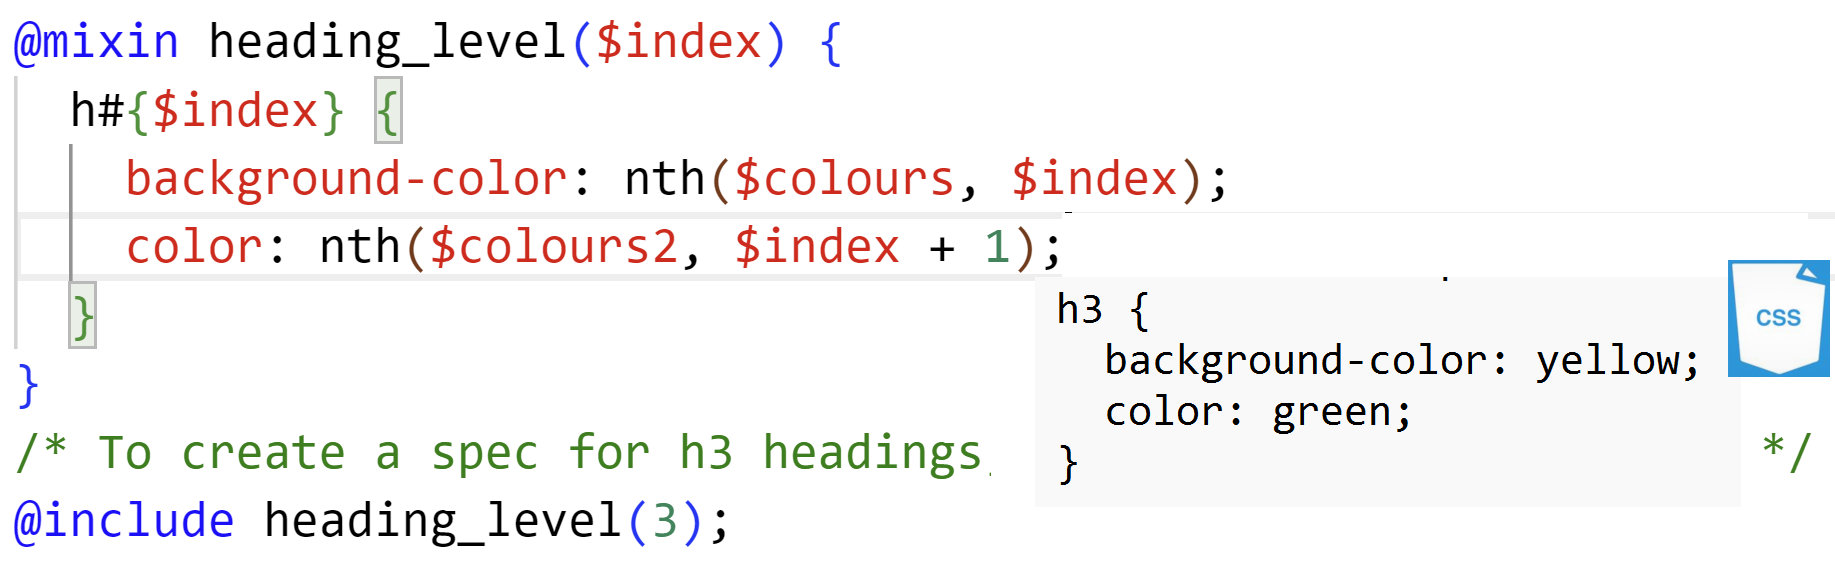 @mixin heading_level($index) {
h#{$index} {
background-color: nth($colours, $index);
color: nth($colours2, $index + 1);
}
}
/* To create a spec for h3 headings, */
@include heading_level(3);
h3 {
background-color: yellow;
color: green;
}
CSS